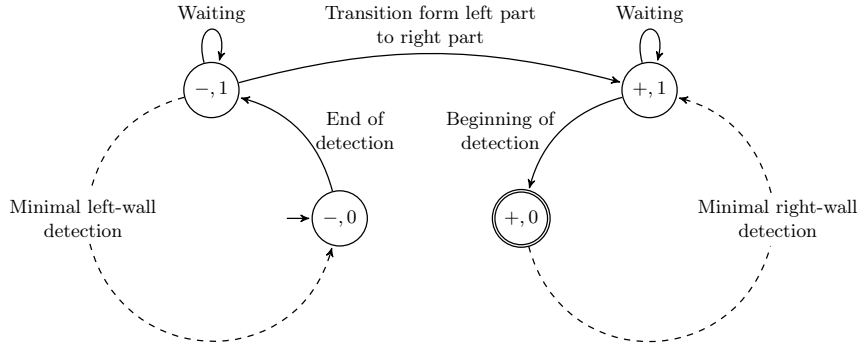 Waiting
Transition form left part
to right part
Waiting
−, 1
+, 1
End of
detection
Beginning of
detection
Minimal left-wall
detection
−, 0
+, 0
Minimal right-wall
detection